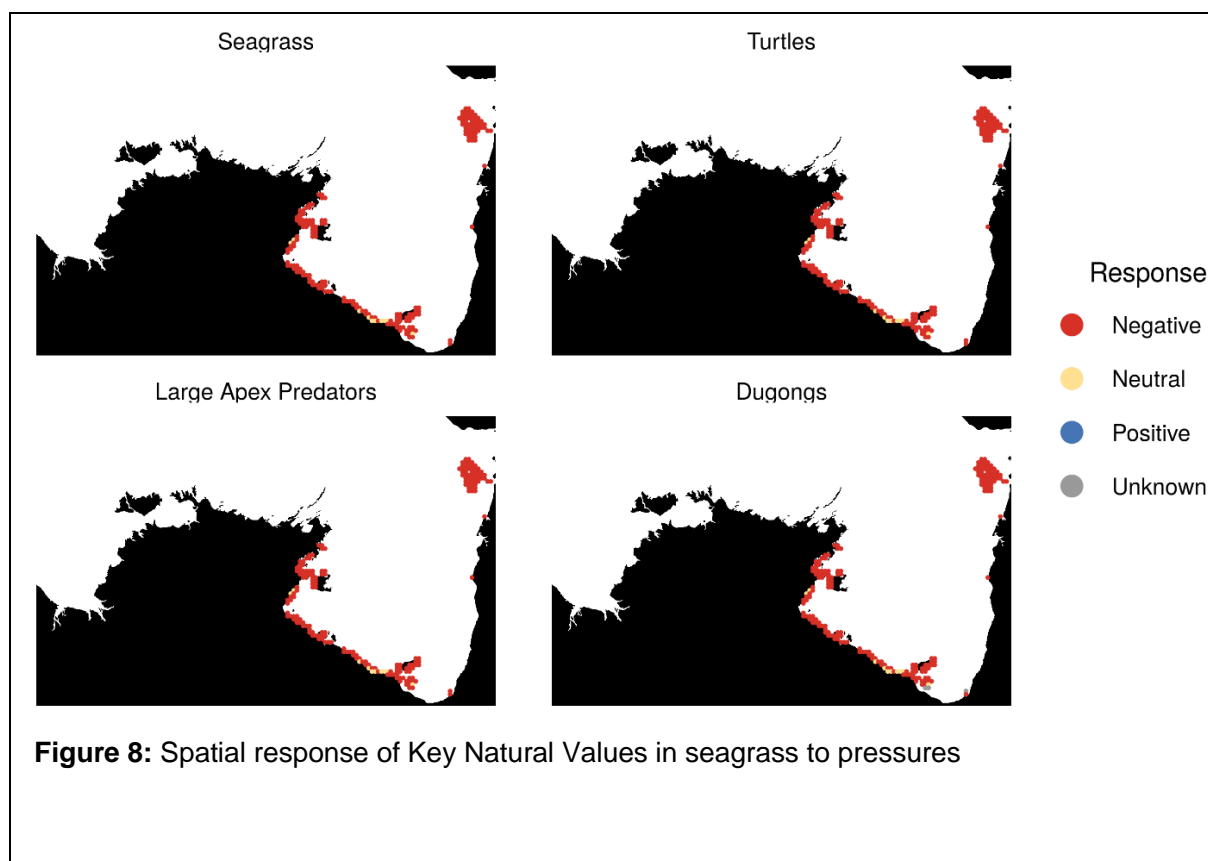 Seagrass
Turtles
Large Apex Predators
Dugongs
Response
Negative
Neutral
Positive
Unknown
Figure 8: Spatial response of Key Natural Values in seagrass to pressures